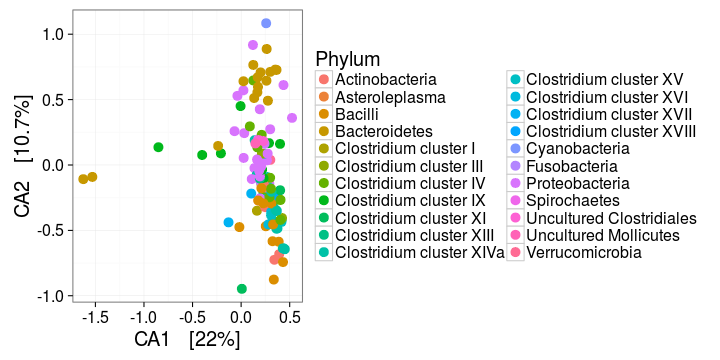 1.0
0.5
0.0
-0.5
-1.0
CA2 [10.7%]
-1.5 -1.0 -0.5 0.0 0.5
CA1 [22%]
Phylum
Actinobacteria
Asteroleplasma
Bacilli
Bacteroidetes
Clostridium cluster I
Clostridium cluster III
Clostridium cluster IV
Clostridium cluster IX
Clostridium cluster XI
Clostridium cluster XIII
Clostridium cluster XIVa
Clostridium cluster XV
Clostridium cluster XVI
Clostridium cluster XVII
Clostridium cluster XVIII
Cyanobacteria
Fusobacteria
Proteobacteria
Spirochaetes
Uncultured Clostridiales
Uncultured Mollicutes
Verrucomicrobia